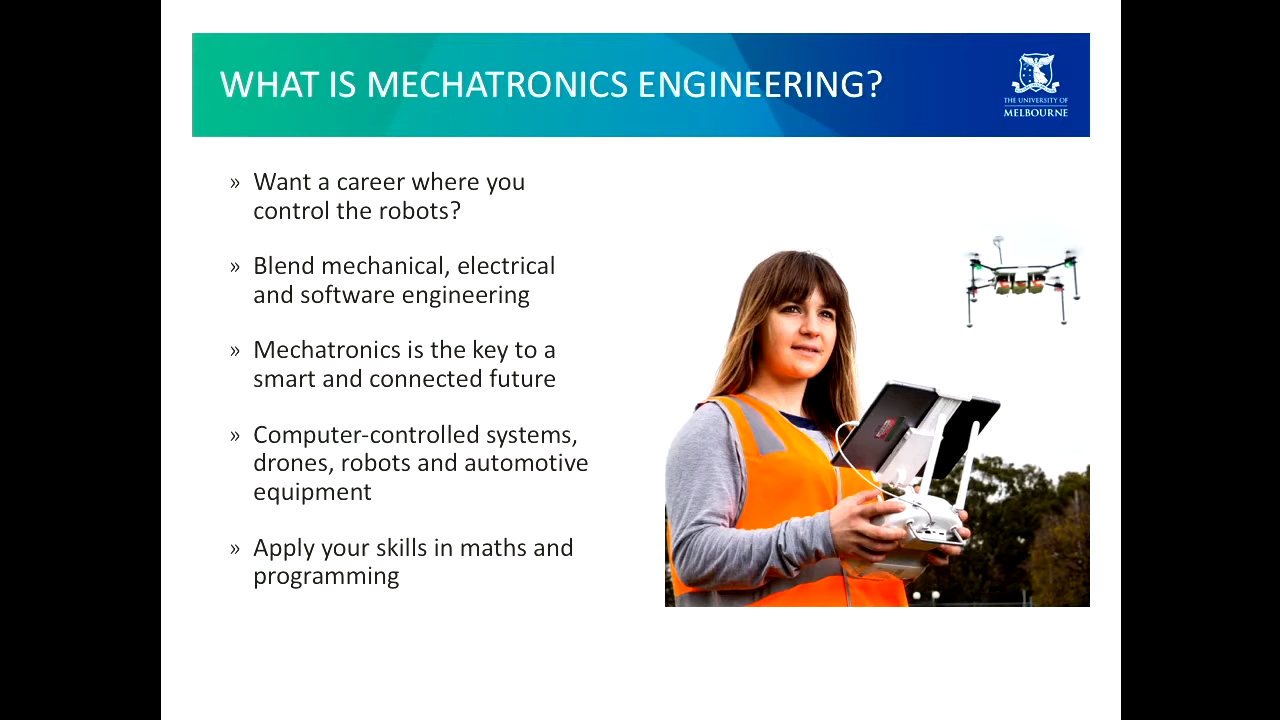 WHAT IS MECHATRONICS ENGINEERING?
THE UNIVERSITY OF
MELBOURNE
» Want a career where you
control the robots?
» Blend mechanical, electrical
and software engineering
» Mechatronics is the key to a
smart and connected future
» Computer-controlled systems,
drones, robots and automotive
equipment
» Apply your skills in maths and
programming